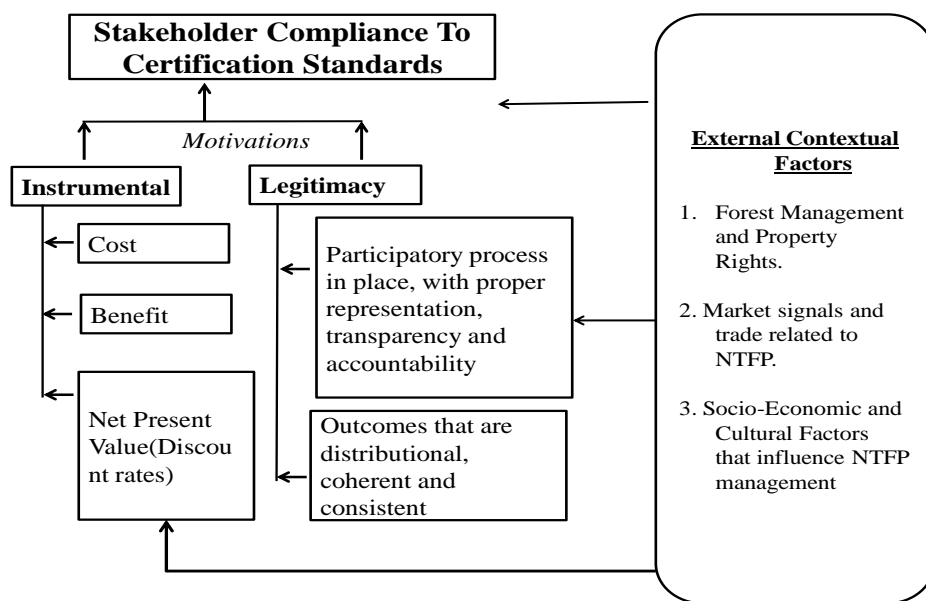 Stakeholder Compliance To
Certification Standards
Motivations
Instrumental
Cost
Benefit
Net Present
Value(Discou
nt rates)
Legitimacy
Participatory process
in place, with proper
representation,
transparency and
accountability
Outcomes that are
distributional,
coherent and
consistent
External Contextual
Factors
1. Forest Management
and Property
Rights.
2. Market signals and
trade related to
NTFP.
3. Socio-Economic and
Cultural Factors
that influence NTFP
management